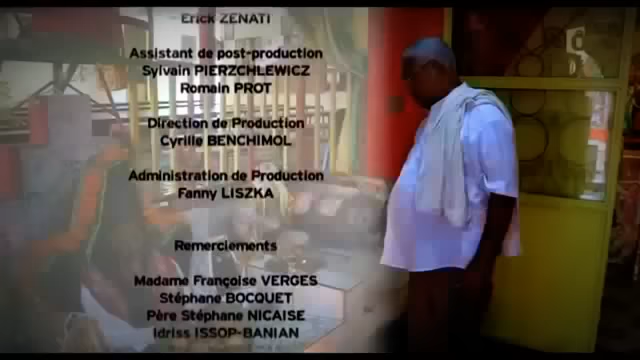 Erick ZENATI
Assistant de post-production
Sylvain PIERZCHLEWICZ
Romain PROT
Direction de Production
Cyrille BENCHIMOL
Administration de Production
Fanny LISZKA
Remerciements
Madame Françoise VERGES
Stéphane BOCQUET
Père Stéphane NICAISE
Idriss ISSOP-BANIAN